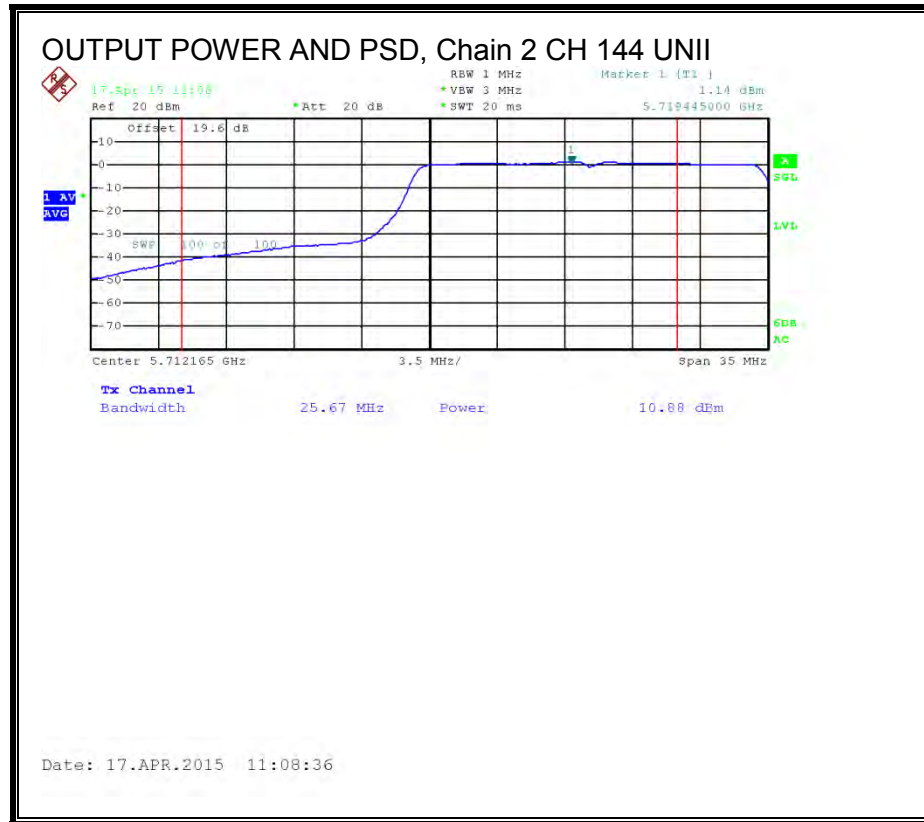 OUTPUT POWER AND PSD, Chain 2 CH 144 UNII
R S
RBW 1 MHz Marker 1 [T1 ]
17.Apr 15 11:08 *VBW 3 MHz 1.14 dBm
Ref 20 dBm *Att 20 dB *SWT 20 ms 5.719445000 GHz
Offset 19.6 dB
10
0
1
A
SGL
-10
1 AV *
AVG
-20
LVL
-30
SWP 100 of 100
-40
-50
-60
-70
6DB
AC
Center 5.712165 GHz 3.5 MHz/ Span 35 MHz
Tx Channel
Bandwidth 25.67 MHz Power 10.88 dBm
Date: 17.APR.2015 11:08:36